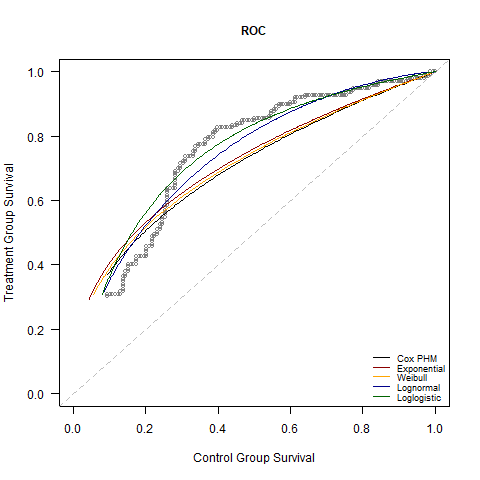 ROC
Treatment Group Survival
1.0
0.8
0.6
0.4
0.2
0.0
0.0 0.2 0.4 0.6 0.8 1.0
Control Group Survival
Cox PHM
Exponential
Weibull
Lognormal
Loglogistic